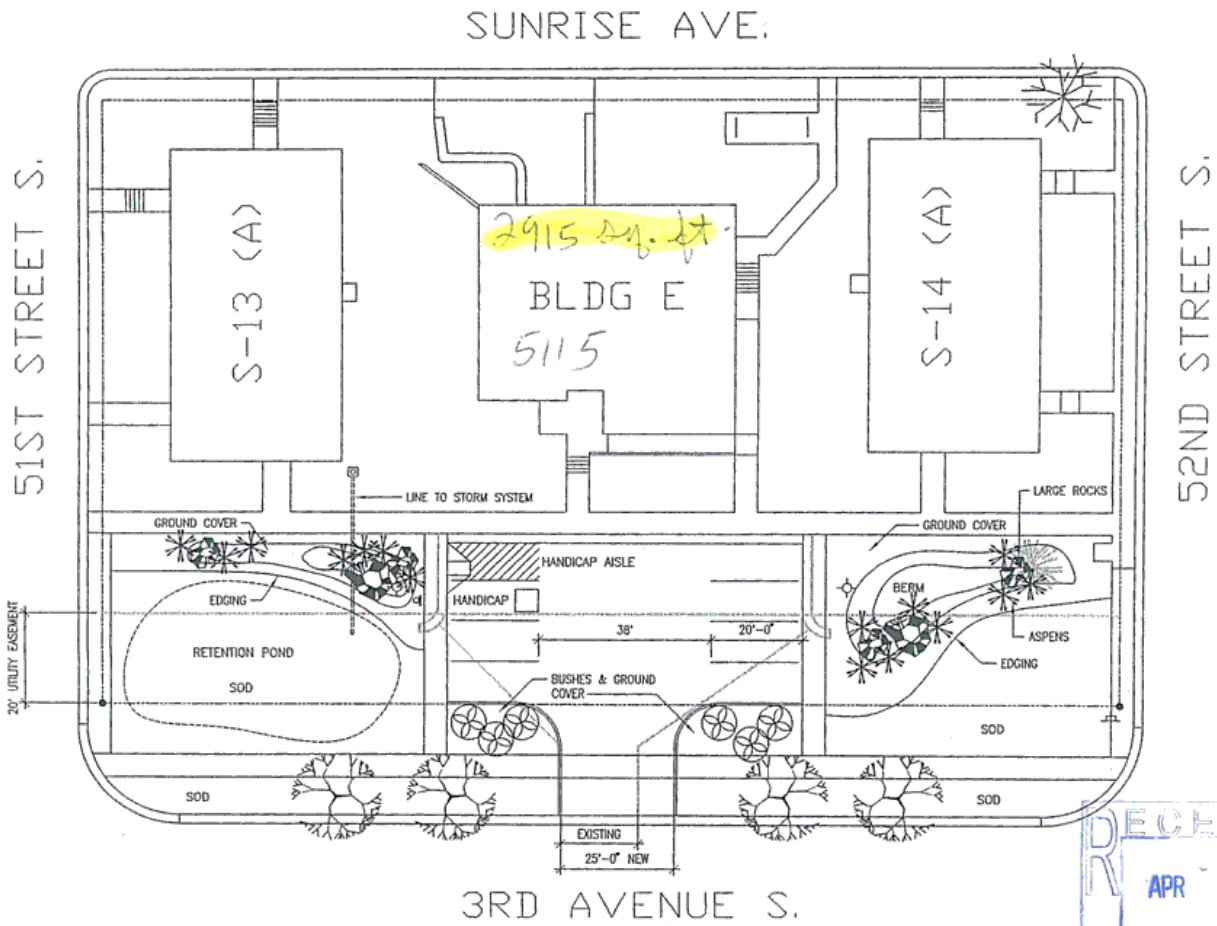 SUNRISE AVE.
51ST STREET S.
52ND STREET S.
S-13 (A)
2915 sq. ft.
BLDG E
5115
S-14 (A)
LINE TO STORM SYSTEM
LARGE ROCKS
GROUND COVER
GROUND COVER
HANDICAP AISLE
EDGING
HANDICAP
BERM
20' UTILITY EASEMENT
38'
20'-0"
ASPENS
RETENTION POND
EDGING
SOD
BUSHES & GROUND
COVER
SOD
SOD
SOD
EXISTING
25'-0" NEW
3RD AVENUE S.
RECE
APR